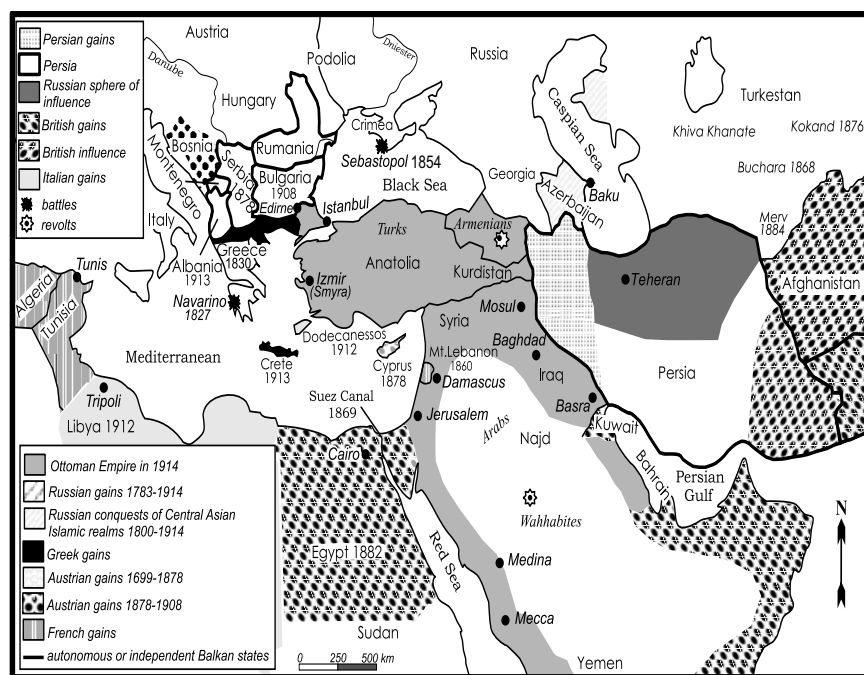 Persian gains
Persia
Russian sphere of
influence
British gains
British influence
Italian gains
battles
revolts
Austria
Danube
Podolia
Dniester
Russia
Hungary
Caspian Sea
Turkestan
Khiva Khanate
Kokand 1876
Buchara 1868
Merv
1884
Crimea
Sebastopol 1854
Bosnia
Serbia
1878
Rumania
Montenegro
Bulgaria
1908
Edirne
Istanbul
Black Sea
Georgia
Azerbaijan
Baku
Italy
Albania
1913
Greece
1830
Turks
Armenians
Anatolia
Kurdistan
Izmir
(Smyra)
Teheran
Afghanistan
Tunis
Algeria
Tunisia
Navarino
1827
Mosul
Syria
Dodecanessos
1912
Mediterranean
Crete
1913
Cyprus
1878
Mt.Lebanon
1860
Baghdad
Iraq
Persia
Damascus
Tripoli
Libya 1912
Suez Canal
1869
Jerusalem
Basra
Kuwait
Arabs
Najd
Cairo
Bahrain
Persian
Gulf
Wahhabites
Egypt 1882
Red Sea
Medina
Mecca
Sudan
Yemen
N
Ottoman Empire in 1914
Russian gains 1783-1914
Russian conquests of Central Asian
Islamic realms 1800-1914
Greek gains
Austrian gains 1699-1878
Austrian gains 1878-1908
French gains
autonomous or independent Balkan states
0 250 500 km